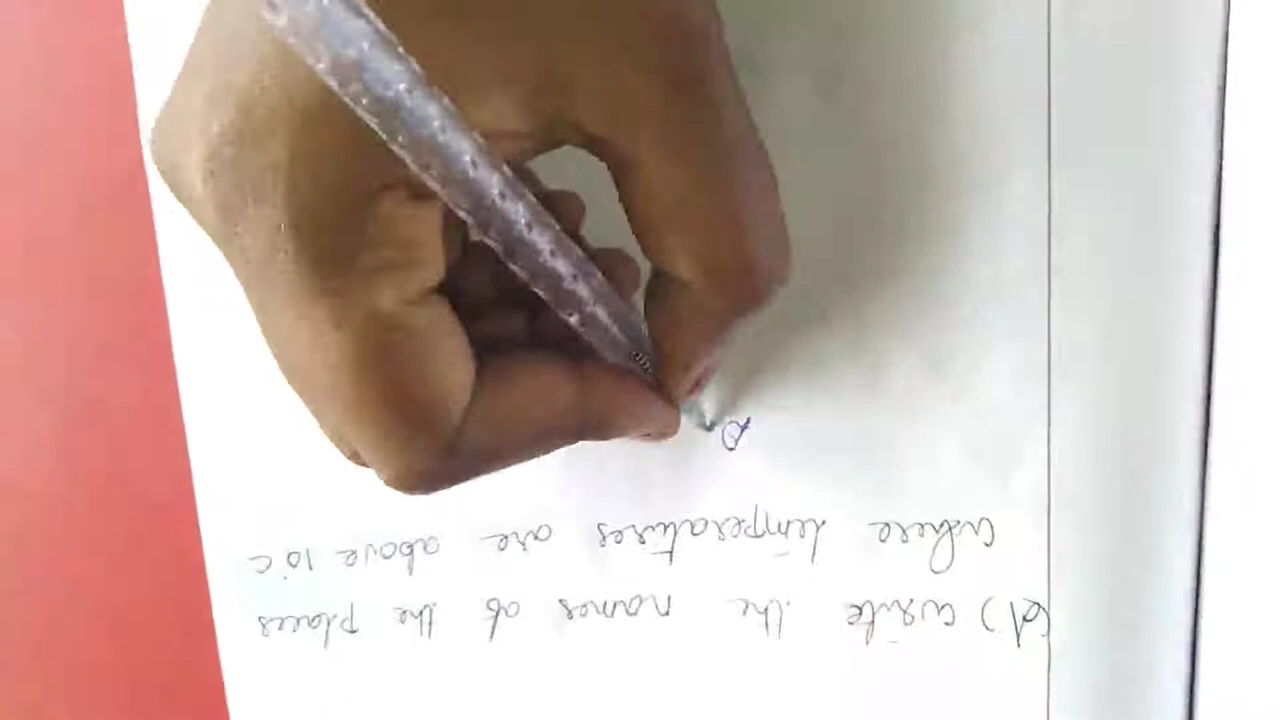 (d) write the names of the places
where temperatures are above 10°c